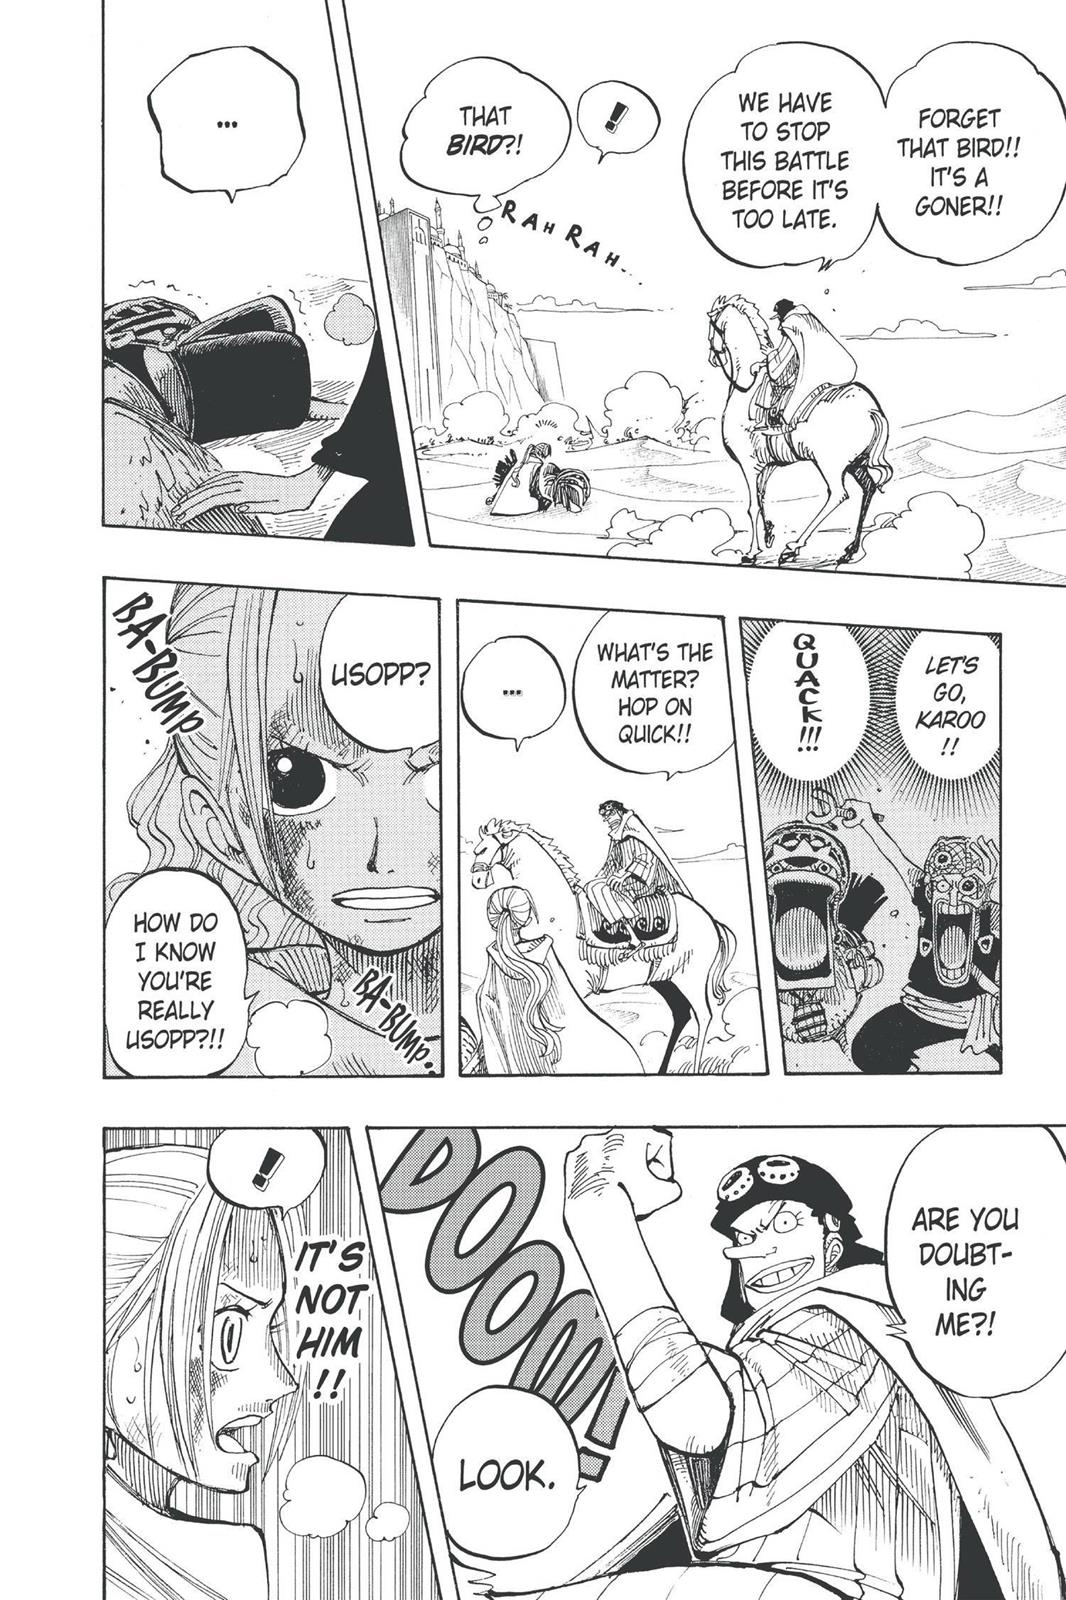 FORGET
THAT BIRD!!
IT'S A
GONER!!
WE HAVE
TO STOP
THIS BATTLE
BEFORE IT'S
TOO LATE.
!
THAT
BIRD?!
RAH RAH...
...
LET'S
GO,
KAROO
!!
QUACK!!!
WHAT'S THE
MATTER?
HOP ON
QUICK!!
...
USOPP?
BA-BUMP
HOW DO
I KNOW
YOU'RE
REALLY
USOPP?!!
BA-BUMP...
ARE YOU
DOUBT-
ING
ME?!
DOOOM!
LOOK.
!
IT'S
NOT
HIM
!!